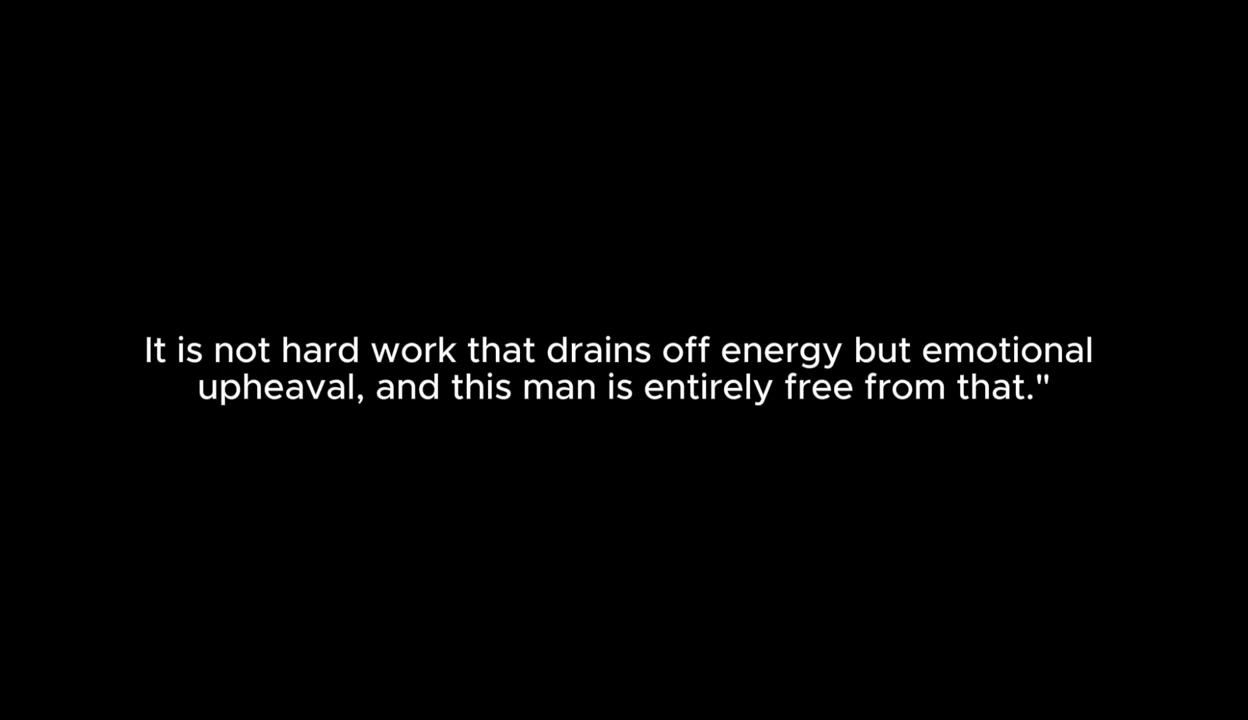 It is not hard work that drains off energy but emotional
upheaval, and this man is entirely free from that."